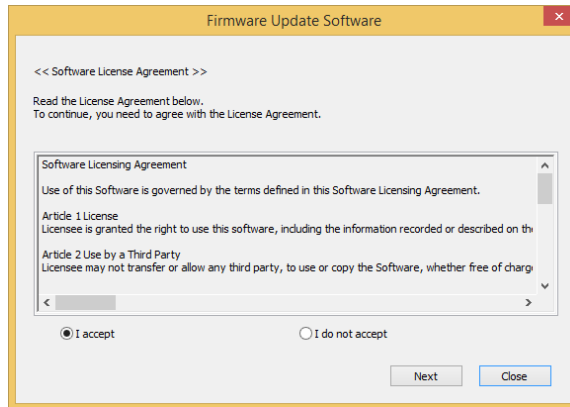 Firmware Update Software
<< Software License Agreement >>
Read the License Agreement below.
To continue, you need to agree with the License Agreement.
Software Licensing Agreement
Use of this Software is governed by the terms defined in this Software Licensing Agreement.
Article 1 License
Licensee is granted the right to use this software, including the information recorded or described on
Article 2 Use by a Third Party
Licensee may not transfer or allow any third party, to use or copy the Software, whether free of
I accept
I do not accept
Next
Close